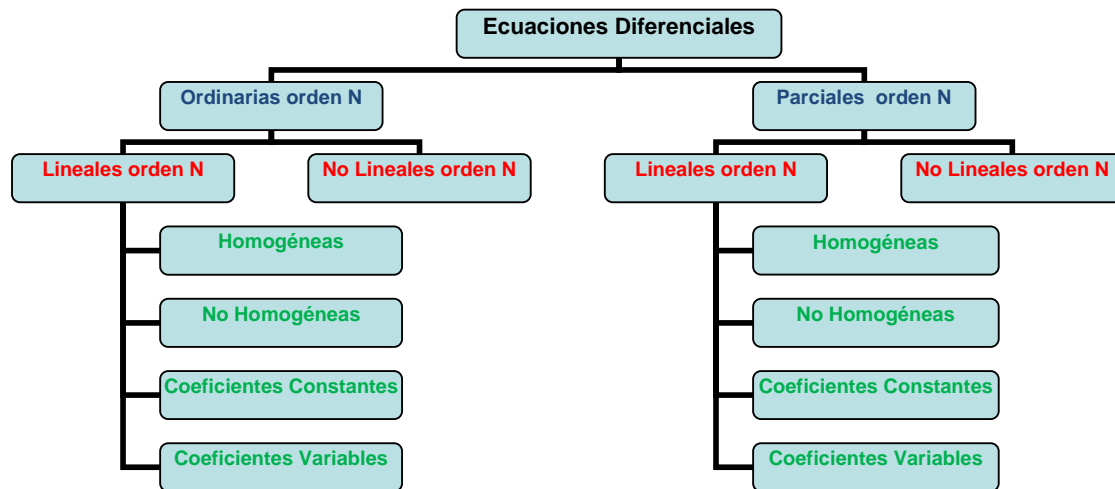 Ecuaciones Diferenciales
Ordinarias orden N
Parciales orden N
Lineales orden N
No Lineales orden N
Lineales orden N
No Lineales orden N
Homogéneas
Homogéneas
No Homogéneas
No Homogéneas
Coeficientes Constantes
Coeficientes Constantes
Coeficientes Variables
Coeficientes Variables